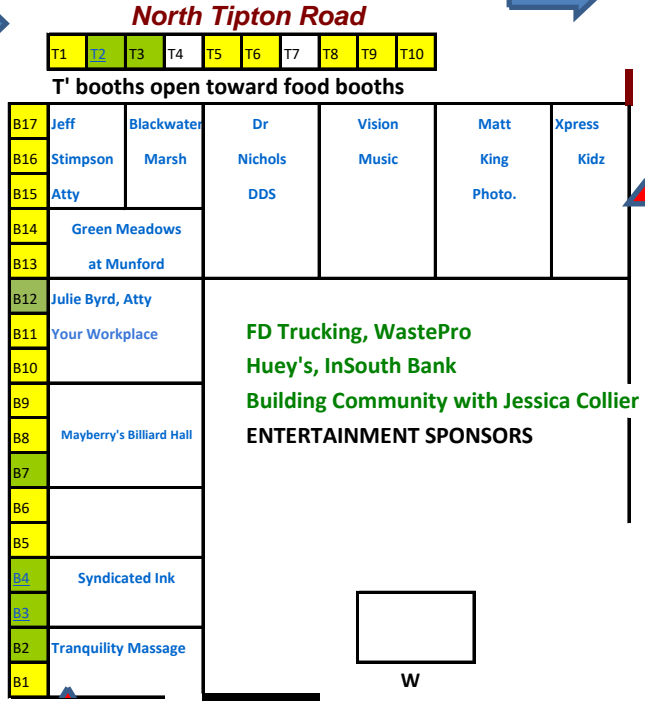 North Tipton Road
T1 T2 T3 T4 T5 T6 T7 T8 T9 T10
T' booths open toward food booths
B17 Jeff Blackwater Dr Vision Matt Xpress
B16 Stimpson Marsh Nichols Music King Kidz
B15 Atty DDS Photo.
B14 Green Meadows
B13 at Munford
B12 Julie Byrd, Atty
B11 Your Workplace FD Trucking, WastePro
B10 Huey's, InSouth Bank
B9 Building Community with Jessica Collier
B8 Mayberry's Billiard Hall ENTERTAINMENT SPONSORS
B7
B6
B5
B4 Syndicated Ink
B3
B2 Tranquility Massage
B1 W